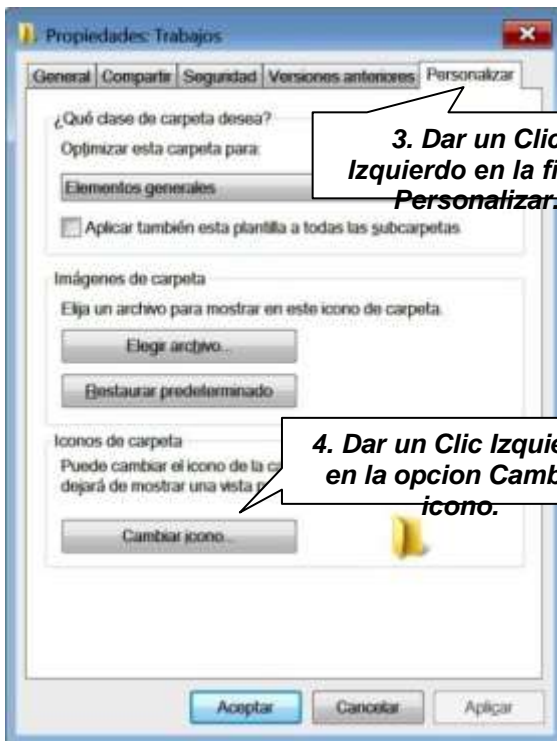 Propiedades: Trabajos
General Compartir Seguridad Versiones anteriores Personalizar
¿Qué clase de carpeta desea?
Optimizar esta carpeta para:
Elementos generales
Aplicar también esta plantilla a todas las subcarpetas
3. Dar un Clic
Izquierdo en la
Personalizar.
Imágenes de carpeta
Elija un archivo para mostrar en este icono de carpeta.
Elegir archivo...
Restaurar predeterminado
Iconos de carpeta
Puede cambiar el icono de la
dejará de mostrar una vista
4. Dar un Clic
en la opcion
icono.
Cambiar icono...
Aceptar Cancelar Aplicar